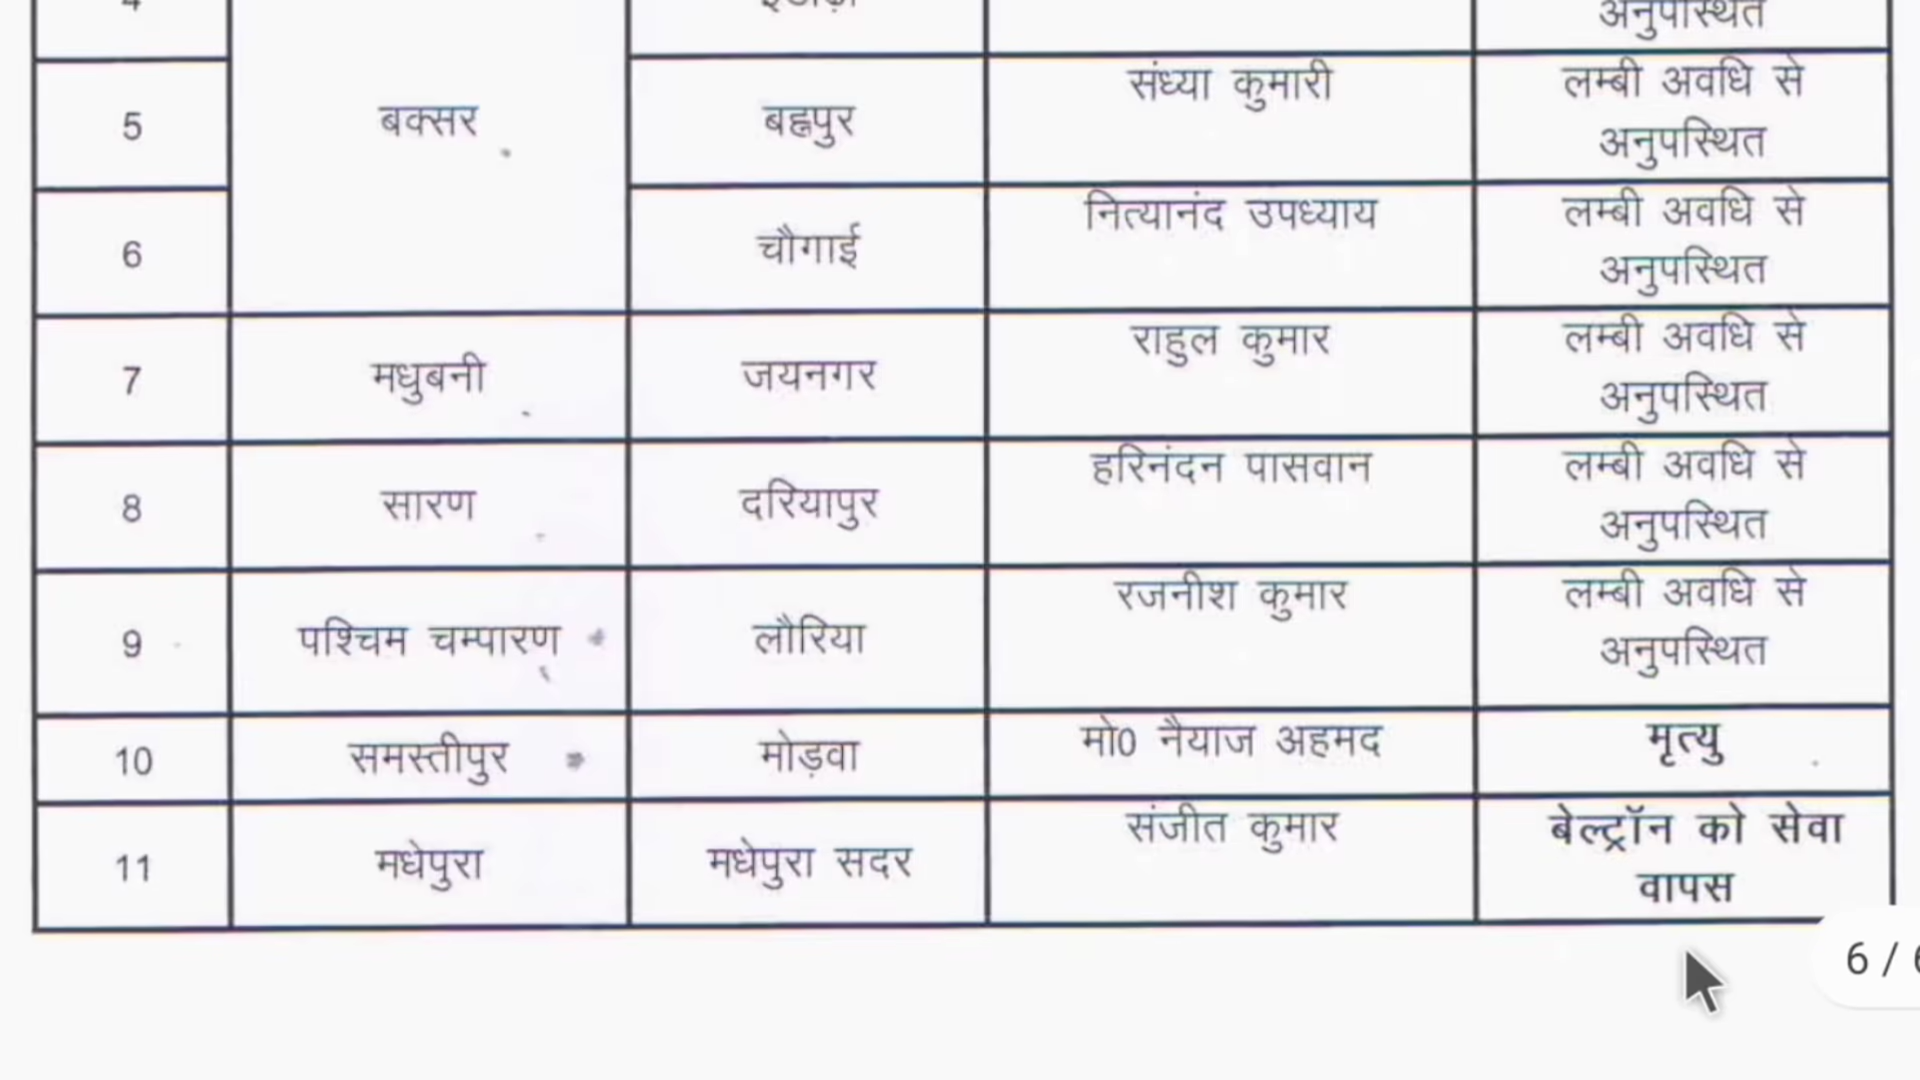 अनुपस्थित
5 बक्सर बह्मपुर संध्या कुमारी लम्बी अवधि से
अनुपस्थित
6 चौगाई नित्यानंद उपध्याय लम्बी अवधि से
अनुपस्थित
7 मधुबनी जयनगर राहुल कुमार लम्बी अवधि से
अनुपस्थित
8 सारण दरियापुर हरिनंदन पासवान लम्बी अवधि से
अनुपस्थित
9 पश्चिम चम्पारण लौरिया रजनीश कुमार लम्बी अवधि से
अनुपस्थित
10 समस्तीपुर मोड़वा मो0 नैयाज अहमद मृत्यु
11 मधेपुरा मधेपुरा सदर संजीत कुमार बेल्ट्रॉन को सेवा
वापस
6 / 6